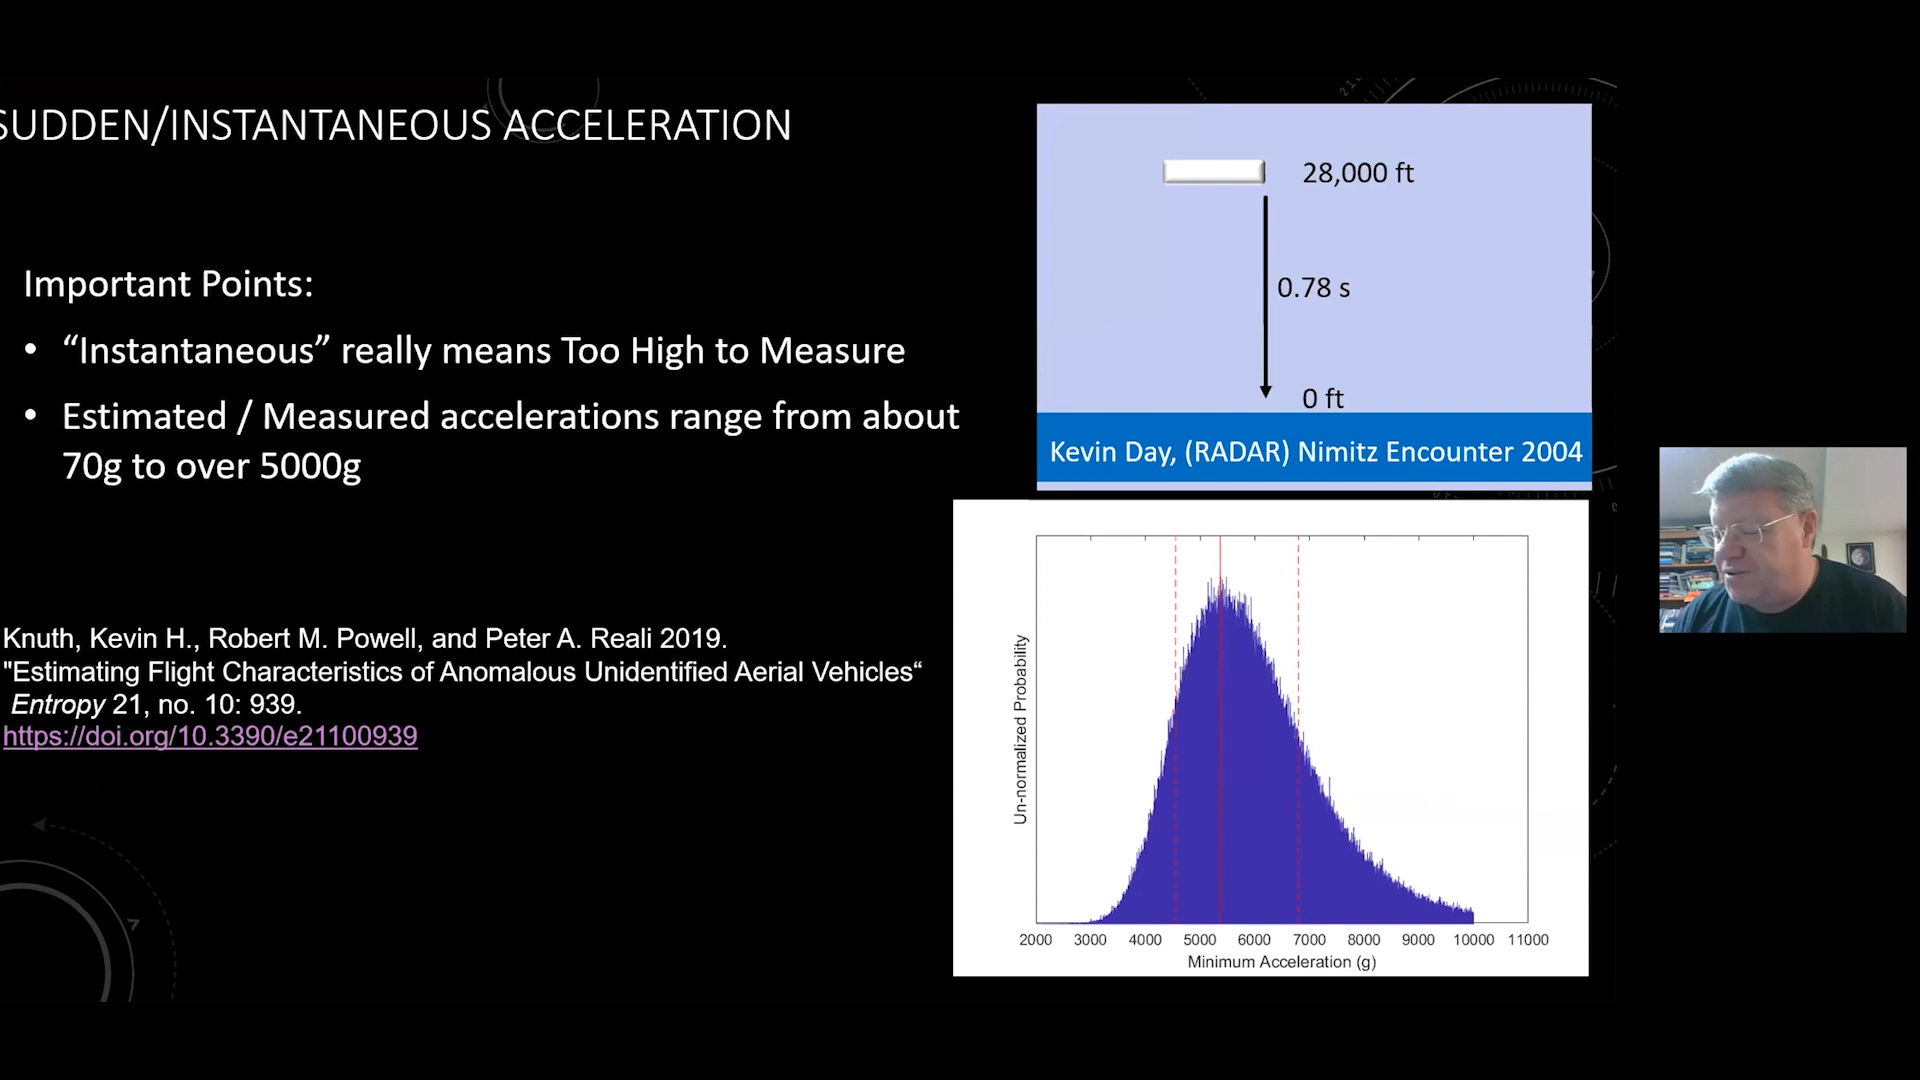 SUDDEN/INSTANTANEOUS ACCELERATION
Important Points:
• “Instantaneous” really means Too High to Measure
• Estimated / Measured accelerations range from about
70g to over 5000g
Knuth, Kevin H., Robert M. Powell, and Peter A. Reali 2019.
"Estimating Flight Characteristics of Anomalous Unidentified Aerial Vehicles“
Entropy 21, no. 10: 939.
https://doi.org/10.3390/e21100939
28,000 ft
0.78 s
0 ft
Kevin Day, (RADAR) Nimitz Encounter 2004
Un-normalized Probability
2000 3000 4000 5000 6000 7000 8000 9000 10000 11000
Minimum Acceleration (g)